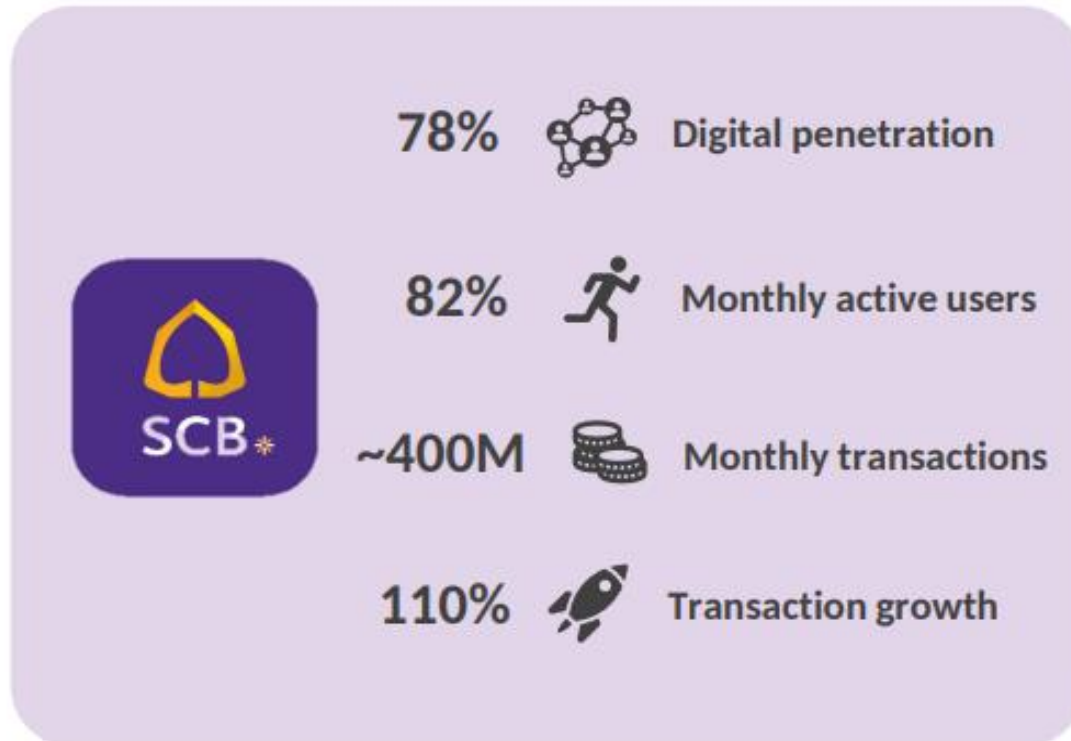 78% Digital penetration
82% Monthly active users
SCB
~400M Monthly transactions
110% Transaction growth